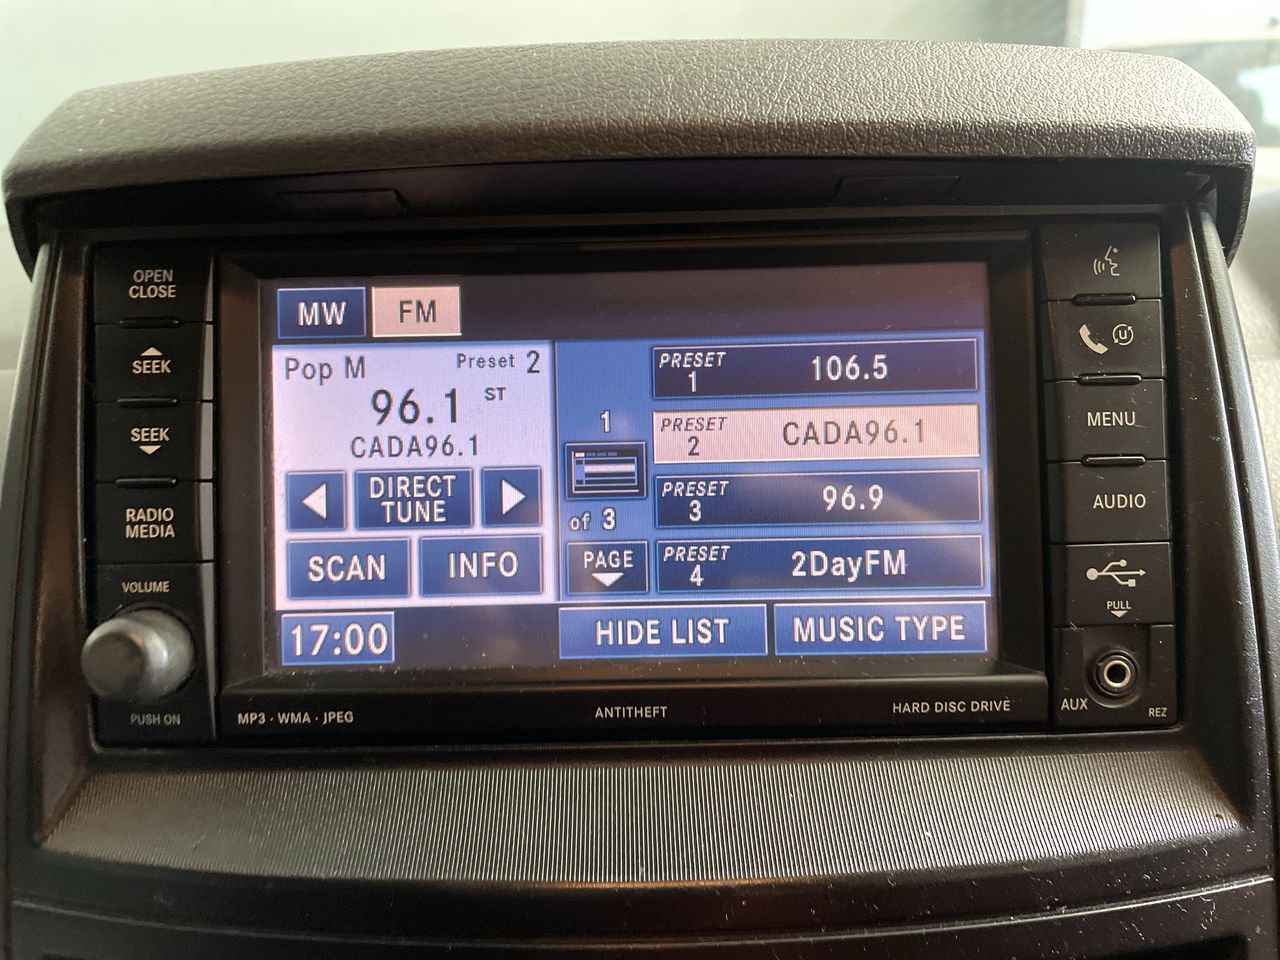 OPEN
CLOSE
SEEK
SEEK
RADIO
MEDIA
VOLUME
PUSH ON
MW FM
Pop M Preset 2
96.1 ST
CADA96.1
DIRECT
TUNE
SCAN INFO
17:00
1
of 3
PAGE
PRESET
1 106.5
PRESET
2 CADA96.1
PRESET
3 96.9
PRESET
4 2DayFM
HIDE LIST MUSIC TYPE
MP3 · WMA · JPEG ANTITHEFT HARD DISC DRIVE
u
MENU
AUDIO
PULL
AUX REZ